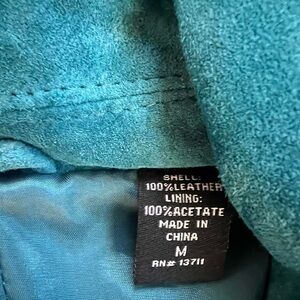 SHELL:
100%LEATHER
LINING:
100%ACETATE
MADE IN
CHINA
M
RN# 13711